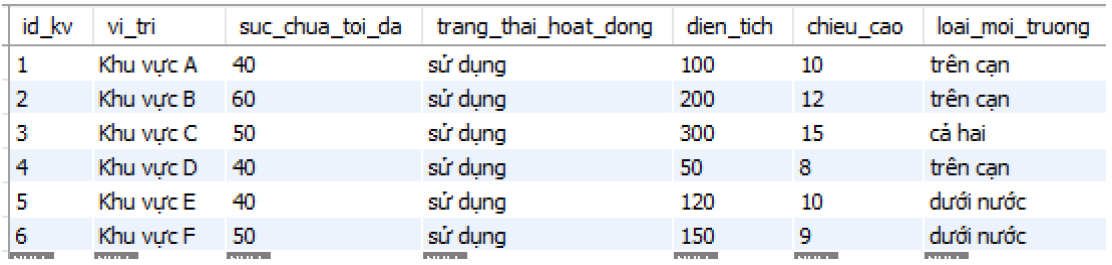 id_kv vi_tri suc_chua_toi_da trang_thai_hoat_dong dien_tich chieu_cao loai_moi_truong
1 Khu vực A 40 sử dụng 100 10 trên cạn
2 Khu vực B 60 sử dụng 200 12 trên cạn
3 Khu vực C 50 sử dụng 300 15 cả hai
4 Khu vực D 40 sử dụng 50 8 trên cạn
5 Khu vực E 40 sử dụng 120 10 dưới nước
6 Khu vực F 50 sử dụng 150 9 dưới nước